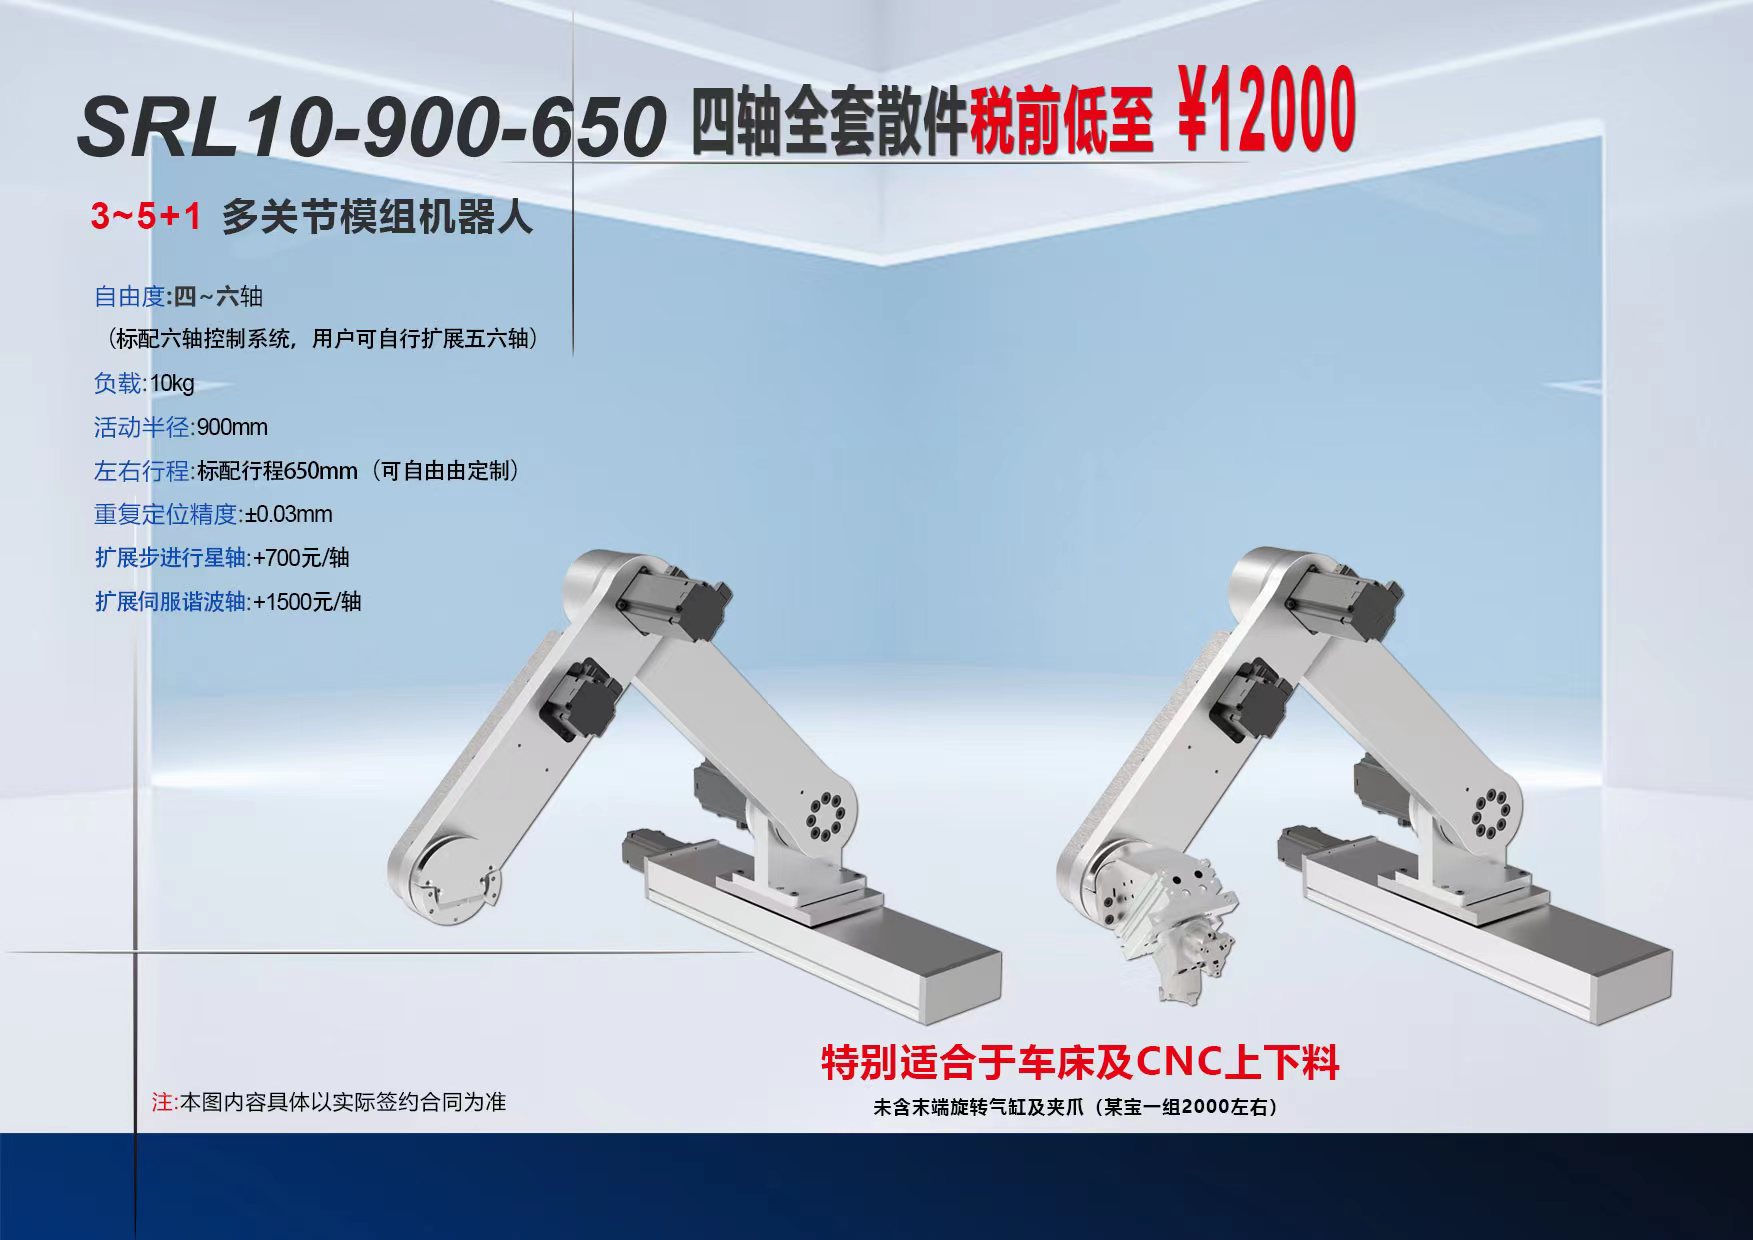 SRL10-900-650 四轴全套散件税前低至 ¥12000
3~5+1 多关节模组机器人
自由度:四~六轴
（标配六轴控制系统，用户可自行扩展五六轴）
负载:10kg
活动半径:900mm
左右行程:标配行程650mm（可自由由定制）
重复定位精度:±0.03mm
扩展步进行星轴:+700元/轴
扩展伺服谐波轴:+1500元/轴
特别适合于车床及CNC上下料
未含末端旋转气缸及夹爪（某宝一组2000左右）
注:本图内容具体以实际签约合同为准